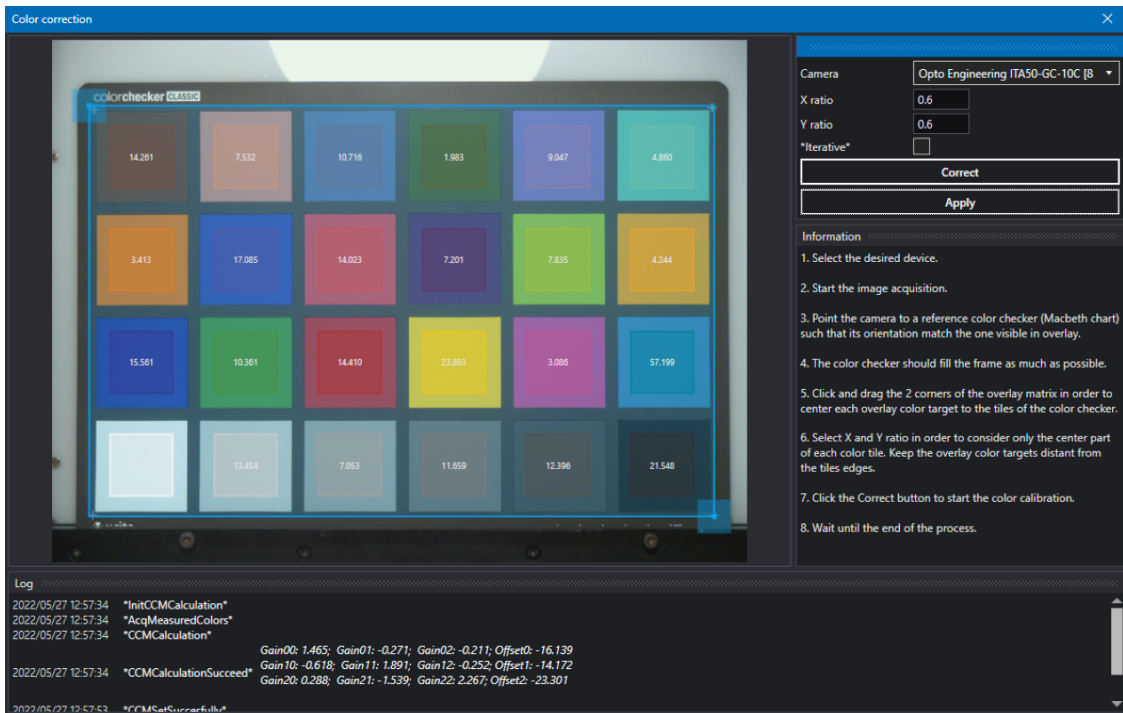 Color correction
colorchecker CLASSIC
14.261 7.532 10.716 1.983 9.047 4.860
3.413 17.085 14.023 7.201 7.835 4.244
15.561 10.361 14.410 23.893 3.086 57.199
13.454 7.053 11.659 12.396 21.548
Camera Opto Engineering ITA50-GC-10C [8
X ratio 0.6
Y ratio 0.6
*Iterative*
Correct
Apply
Information
1. Select the desired device.
2. Start the image acquisition.
3. Point the camera to a reference color checker (Macbeth chart)
such that its orientation match the one visible in overlay.
4. The color checker should fill the frame as much as possible.
5. Click and drag the 2 corners of the overlay matrix in order to
center each overlay color target to the tiles of the color checker.
6. Select X and Y ratio in order to consider only the center part
of each color tile. Keep the overlay color targets distant from
the tiles edges.
7. Click the Correct button to start the color calibration.
8. Wait until the end of the process.
Log
2022/05/27 12:57:34 *InitCCMCalculation*
2022/05/27 12:57:34 *AcqMeasuredColors*
2022/05/27 12:57:34 *CCMCalculation*
Gain00: 1.465; Gain01: -0.271; Gain02: -0.211; Offset0: -16.139
2022/05/27 12:57:34 *CCMCalculationSucceed* Gain10: -0.618; Gain11: 1.891; Gain12: -0.252; Offset1: -14.172
Gain20: 0.288; Gain21: -1.539; Gain22: 2.267; Offset2: -23.301
2022/05/27 12:57:53 *CCMSetSuccerfully*